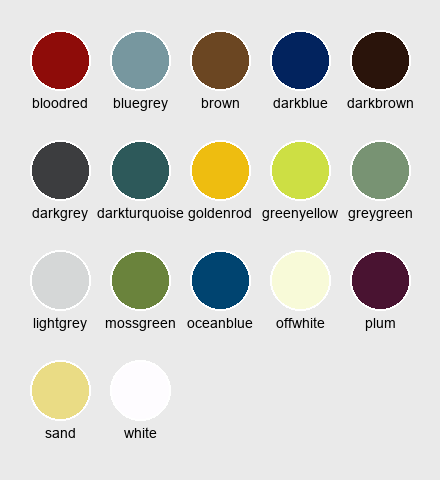 bloodred bluegrey brown darkblue darkbrown
darkgrey darkturquoise goldenrod greenyellow greygreen
lightgrey mossgreen oceanblue offwhite plum
sand white